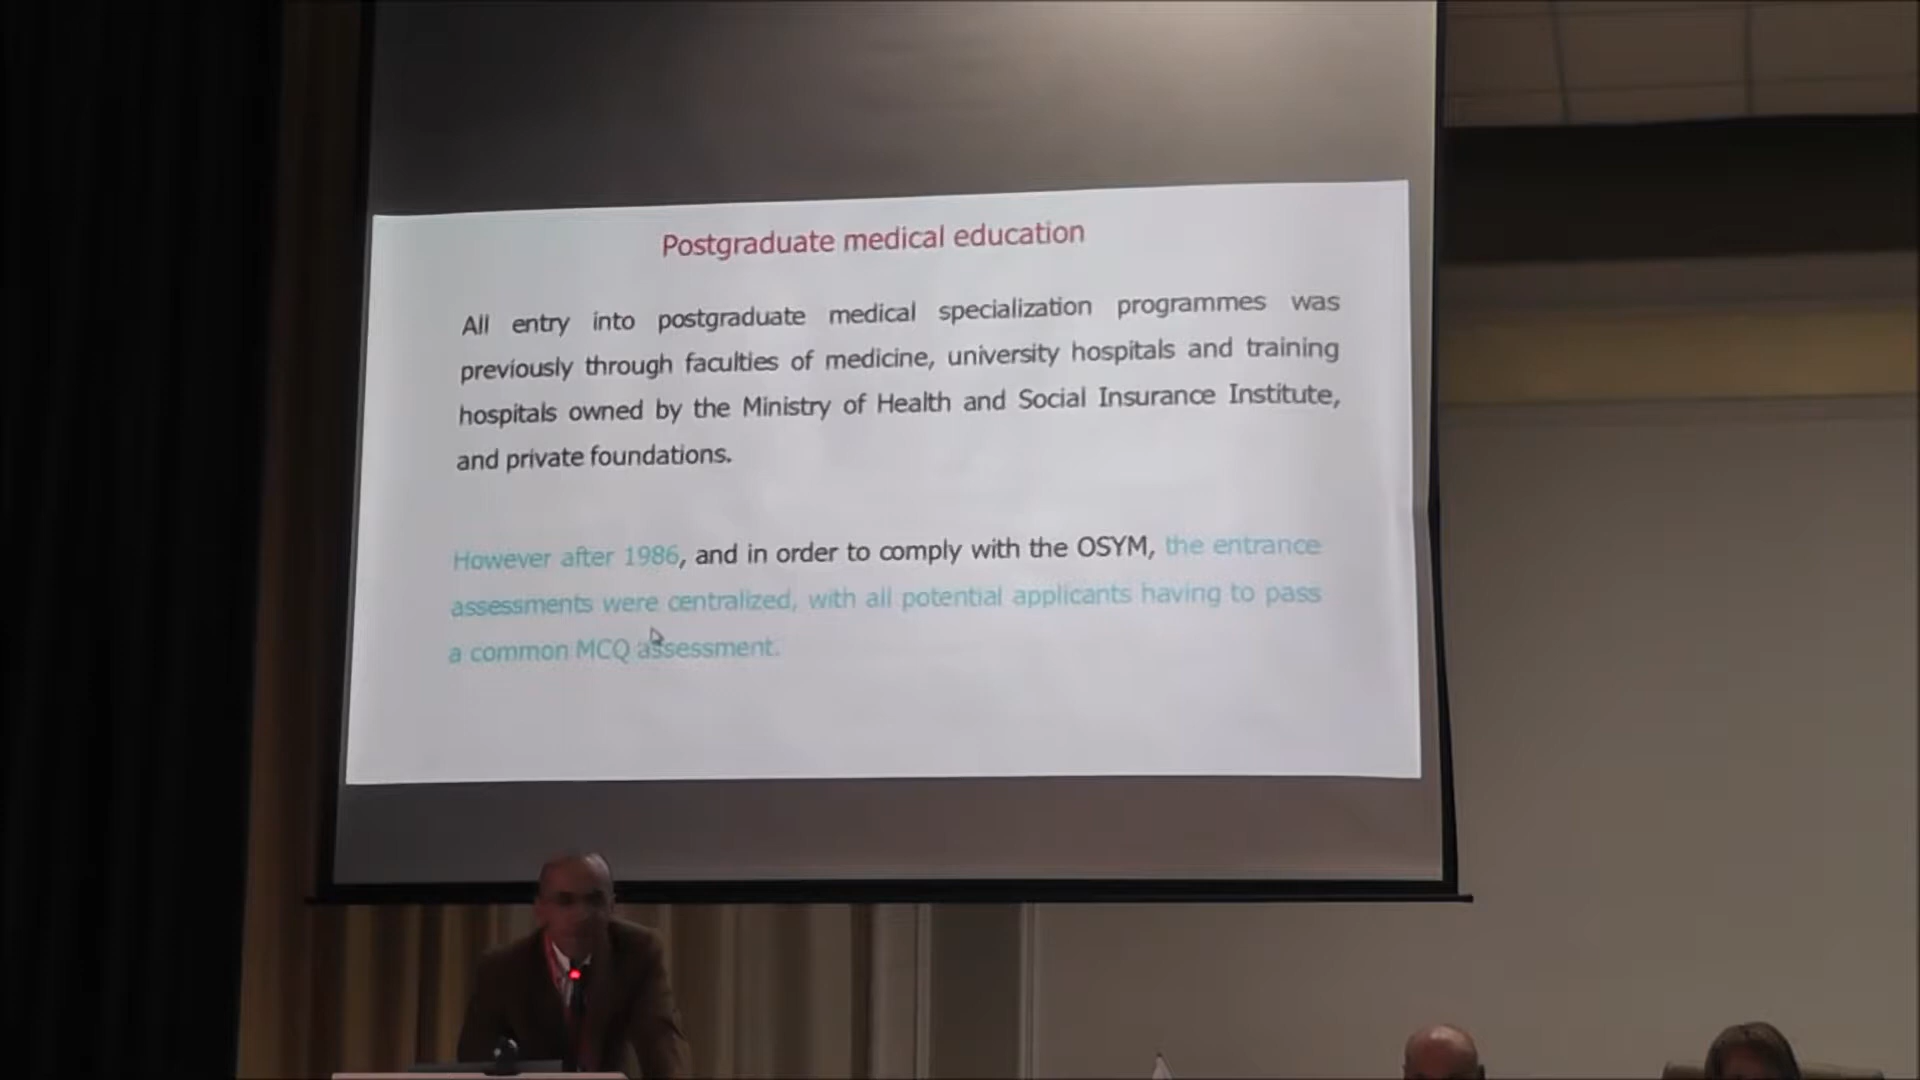 Postgraduate medical education
All entry into postgraduate medical specialization programmes was
previously through faculties of medicine, university hospitals and training
hospitals owned by the Ministry of Health and Social Insurance Institute,
and private foundations.
However after 1986, and in order to comply with the OSYM, the entrance
assessments were centralized, with all potential applicants having to pass
a common MCQ assessment.